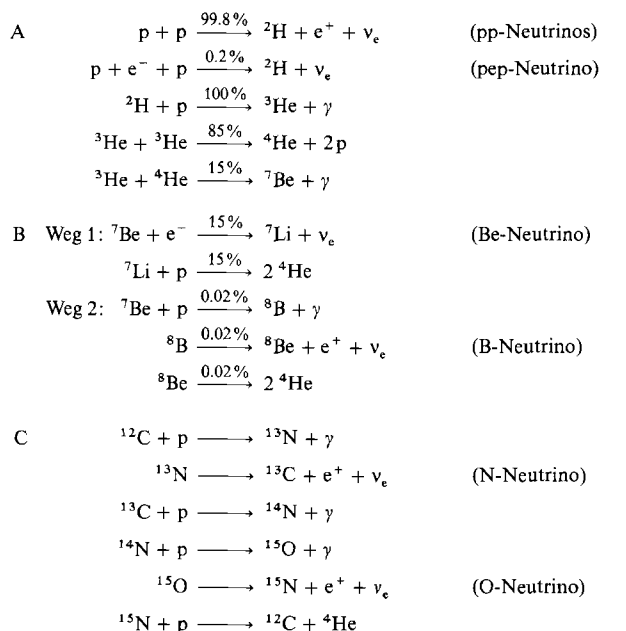 A p + p 99.8% ⟶ ²H + e⁺ + νₑ (pp-Neutrinos)
p + e⁻ + p 0.2% ⟶ ²H + νₑ (pep-Neutrino)
²H + p 100% ⟶ ³He + γ
³He + ³He 85% ⟶ ⁴He + 2p
³He + ⁴He 15% ⟶ ⁷Be + γ
B Weg 1: ⁷Be + e⁻ 15% ⟶ ⁷Li + νₑ (Be-Neutrino)
⁷Li + p 15% ⟶ 2 ⁴He
Weg 2: ⁷Be + p 0.02% ⟶ ⁸B + γ
⁸B 0.02% ⟶ ⁸Be + e⁺ + νₑ (B-Neutrino)
⁸Be 0.02% ⟶ 2 ⁴He
C ¹²C + p ⟶ ¹³N + γ
¹³N ⟶ ¹³C + e⁺ + νₑ (N-Neutrino)
¹³C + p ⟶ ¹⁴N + γ
¹⁴N + p ⟶ ¹⁵O + γ
¹⁵O ⟶ ¹⁵N + e⁺ + νₑ (O-Neutrino)
¹⁵N + p ⟶ ¹²C + ⁴He